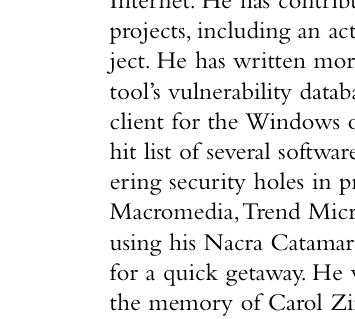 Internet. He has contribu
projects, including an act
ject. He has written mor
tool's vulnerability databa
client for the Windows
hit list of several software
ering security holes in pr
Macromedia, Trend Micr
using his Nacra Catamar
for a quick getaway. He
the memory of Carol Zi